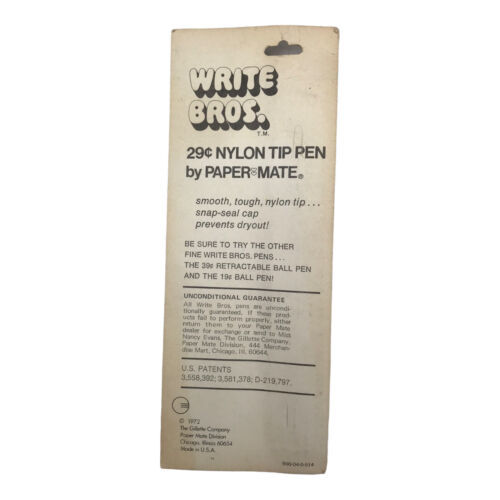 WRITE
BROS.
T.M.
29¢ NYLON TIP PEN
by PAPER®MATE®
smooth, tough, nylon tip . . .
snap-seal cap
prevents dryout!
BE SURE TO TRY THE OTHER
FINE WRITE BROS. PENS . . .
THE 39¢ RETRACTABLE BALL PEN
AND THE 19¢ BALL PEN!
UNCONDITIONAL GUARANTEE
All Write Bros. pens are uncondi-
tionally guaranteed. If these prod-
ucts fail to perform properly, either
return them to your Paper Mate
dealer for exchange or send to Miss
Nancy Evans, The Gillette Company,
Paper Mate Division, 444 Merchan-
dise Mart, Chicago, Ill. 60644.
U.S. PATENTS
3,558,392; 3,561,378; D-219,797.
© 1972
The Gillette Company
Paper Mate Division
Chicago, Illinois 60654
Made in U.S.A.